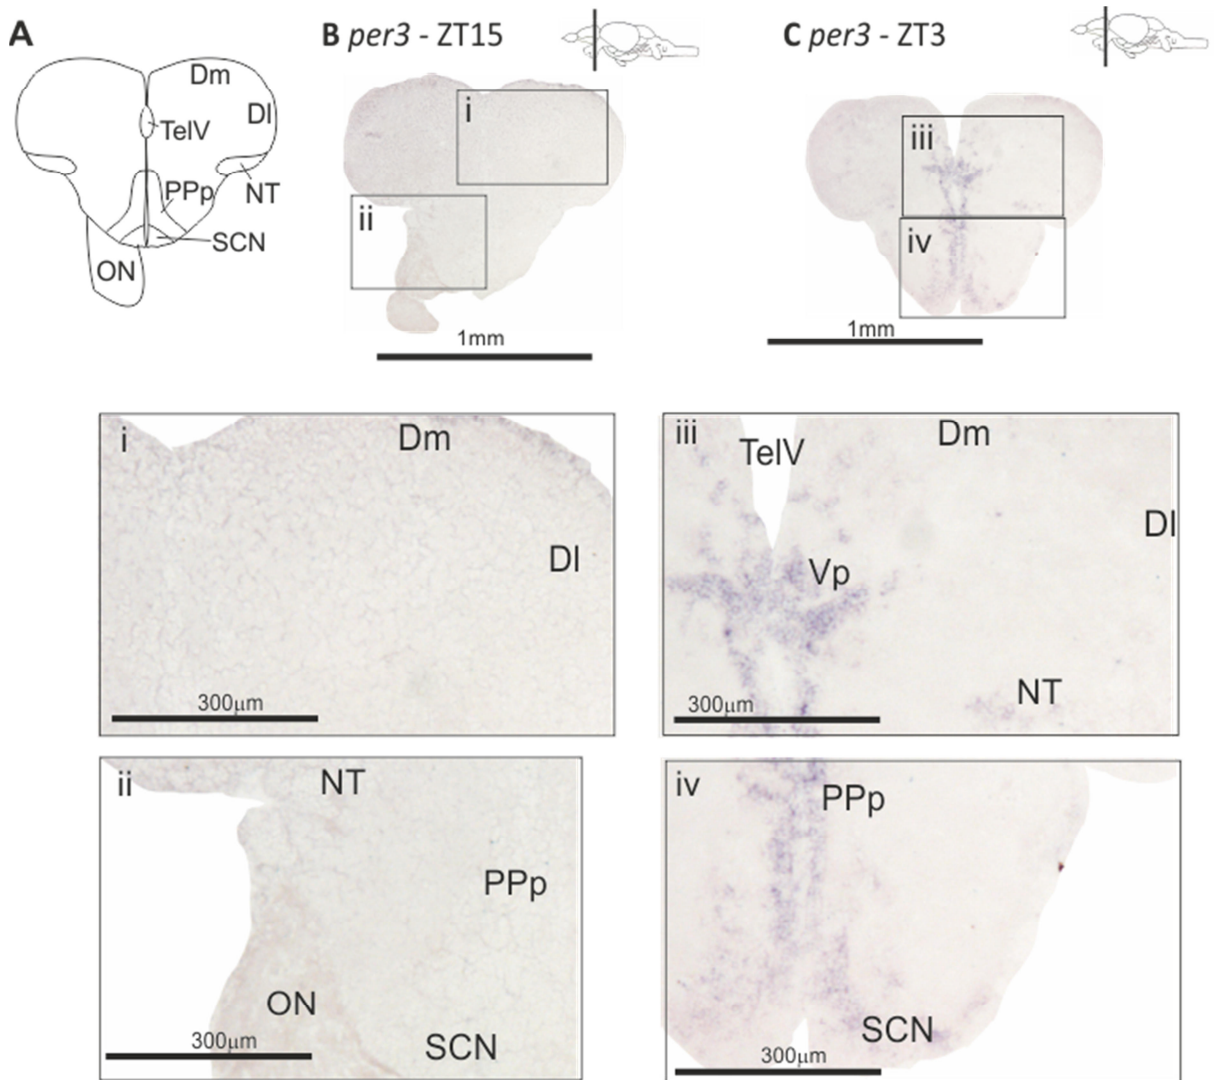 A
Dm
Dl
TelV
PPp
NT
SCN
ON
B per3 - ZT15
i
ii
1mm
C per3 - ZT3
iii
iv
1mm
i
Dm
Dl
300µm
iii
TelV
Dm
Dl
Vp
NT
300µm
ii
NT
PPp
ON
SCN
300µm
iv
PPp
SCN
300µm